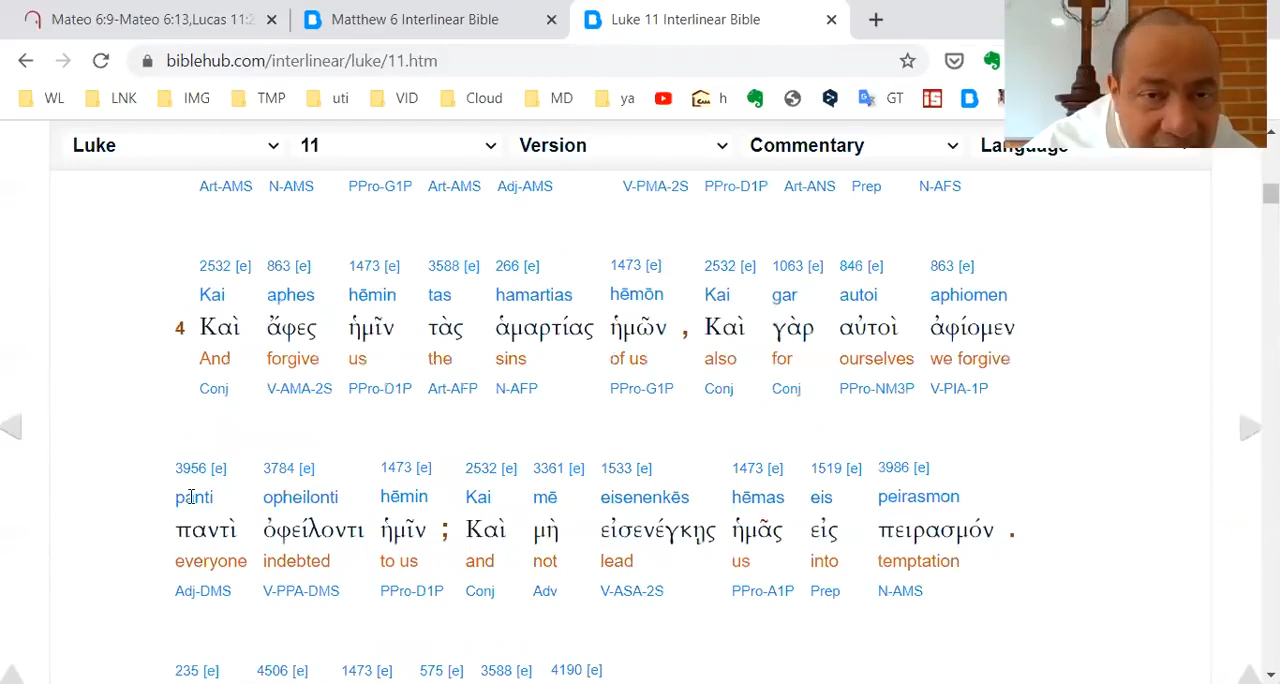 Mateo 6:9-Mateo 6:13,Lucas 11:2 Matthew 6 Interlinear Bible Luke 11 Interlinear Bible
biblehub.com/interlinear/luke/11.htm
WL LNK IMG TMP uti VID Cloud MD ya h GT
Luke 11 Version Commentary Language
Art-AMS N-AMS PPro-G1P Art-AMS Adj-AMS V-PMA-2S PPro-D1P Art-ANS Prep N-AFS
2532 [e] 863 [e] 1473 [e] 3588 [e] 266 [e] 1473 [e] 2532 [e] 1063 [e] 846 [e] 863 [e]
Kai aphes hēmin tas hamartias hēmōn Kai gar autoi aphiomen
4 Καὶ ἄφες ἡμῖν τὰς ἁμαρτίας ἡμῶν , Καὶ γὰρ αὐτοὶ ἀφίομεν
And forgive us the sins of us also for ourselves we forgive
Conj V-AMA-2S PPro-D1P Art-AFP N-AFP PPro-G1P Conj Conj PPro-NM3P V-PIA-1P
3956 [e] 3784 [e] 1473 [e] 2532 [e] 3361 [e] 1533 [e] 1473 [e] 1519 [e] 3986 [e]
panti opheilonti hēmin Kai mē eisenenkēs hēmas eis peirasmon
παντὶ ὀφείλοντι ἡμῖν ; Καὶ μὴ εἰσενέγκῃς ἡμᾶς εἰς πειρασμόν .
everyone indebted to us and not lead us into temptation
Adj-DMS V-PPA-DMS PPro-D1P Conj Adv V-ASA-2S PPro-A1P Prep N-AMS
235 [e] 4506 [e] 1473 [e] 575 [e] 3588 [e] 4190 [e]